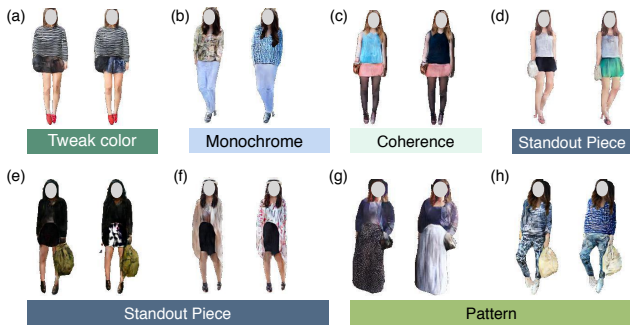 (a) (b) (c) (d)
Tweak color Monochrome Coherence Standout Piece
(e) (f) (g) (h)
Standout Piece Pattern